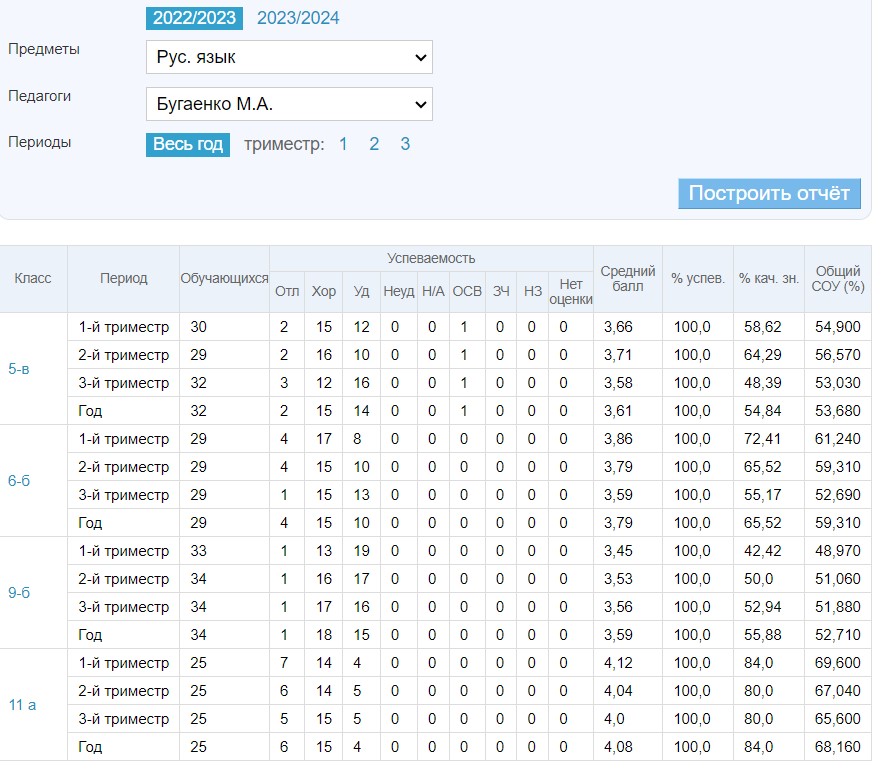 2022/2023 2023/2024
Предметы Рус. язык
Педагоги Бугаенко М.А.
Периоды Весь год триместр: 1 2 3
Построить отчёт
Класс Период Обучающихся Успеваемость Средний балл % успев. % кач. зн. Общий СОУ (%)
Отл Хор Уд Неуд Н/А ОСВ ЗЧ НЗ Нет оценки
5-в
1-й триместр 30 2 15 12 0 0 1 0 0 0 3,66 100,0 58,62 54,900
2-й триместр 29 2 16 10 0 0 1 0 0 0 3,71 100,0 64,29 56,570
3-й триместр 32 3 12 16 0 0 1 0 0 0 3,58 100,0 48,39 53,030
Год 32 2 15 14 0 0 1 0 0 0 3,61 100,0 54,84 53,680
6-б
1-й триместр 29 4 17 8 0 0 0 0 0 0 3,86 100,0 72,41 61,240
2-й триместр 29 4 15 10 0 0 0 0 0 0 3,79 100,0 65,52 59,310
3-й триместр 29 1 15 13 0 0 0 0 0 0 3,59 100,0 55,17 52,690
Год 29 4 15 10 0 0 0 0 0 0 3,79 100,0 65,52 59,310
9-б
1-й триместр 33 1 13 19 0 0 0 0 0 0 3,45 100,0 42,42 48,970
2-й триместр 34 1 16 17 0 0 0 0 0 0 3,53 100,0 50,0 51,060
3-й триместр 34 1 17 16 0 0 0 0 0 0 3,56 100,0 52,94 51,880
Год 34 1 18 15 0 0 0 0 0 0 3,59 100,0 55,88 52,710
11 а
1-й триместр 25 7 14 4 0 0 0 0 0 0 4,12 100,0 84,0 69,600
2-й триместр 25 6 14 5 0 0 0 0 0 0 4,04 100,0 80,0 67,040
3-й триместр 25 5 15 5 0 0 0 0 0 0 4,0 100,0 80,0 65,600
Год 25 6 15 4 0 0 0 0 0 0 4,08 100,0 84,0 68,160